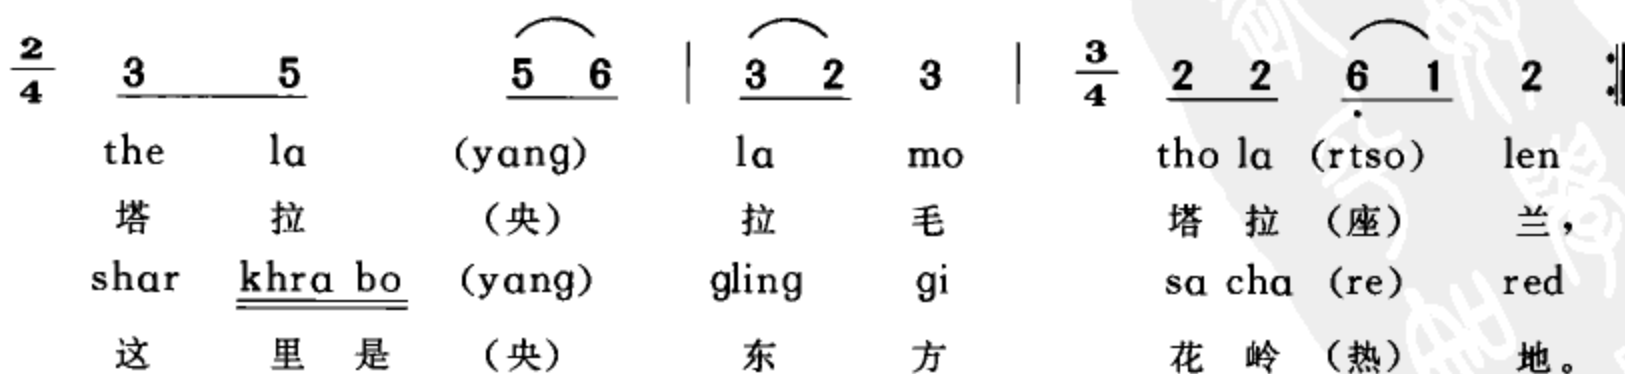 2/4 3 5 5 6 | 3 2 3 | 3/4 2 2 6 1 2 :|
the la (yang) la mo tho la (rtso) len
塔 拉 (央) 拉 毛 塔 拉 (座) 兰，
shar khra bo (yang) gling gi sa cha (re) red
这 里 是 (央) 东 方 花 岭 (热) 地。